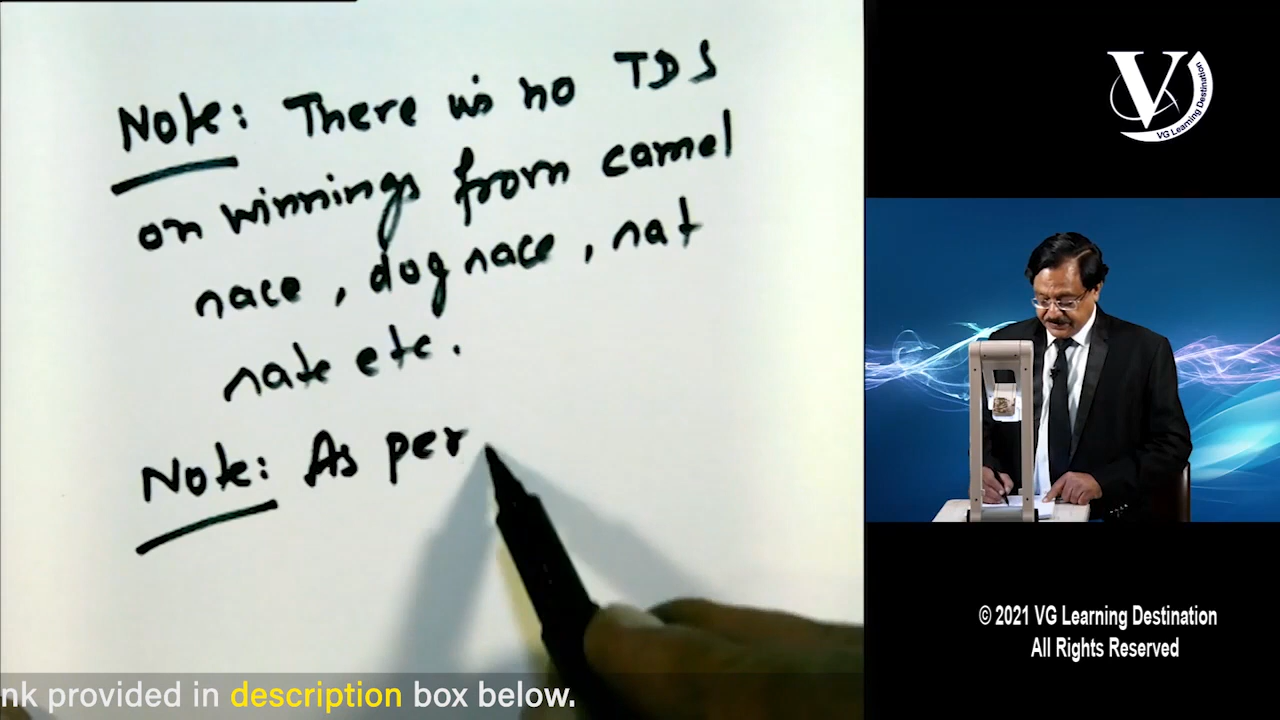 Note: There is no TDS
on winnings from camel
race, dog race, rat
rate etc.
Note: As per
V
VG Learning Destination
© 2021 VG Learning Destination
All Rights Reserved
nk provided in description box below.